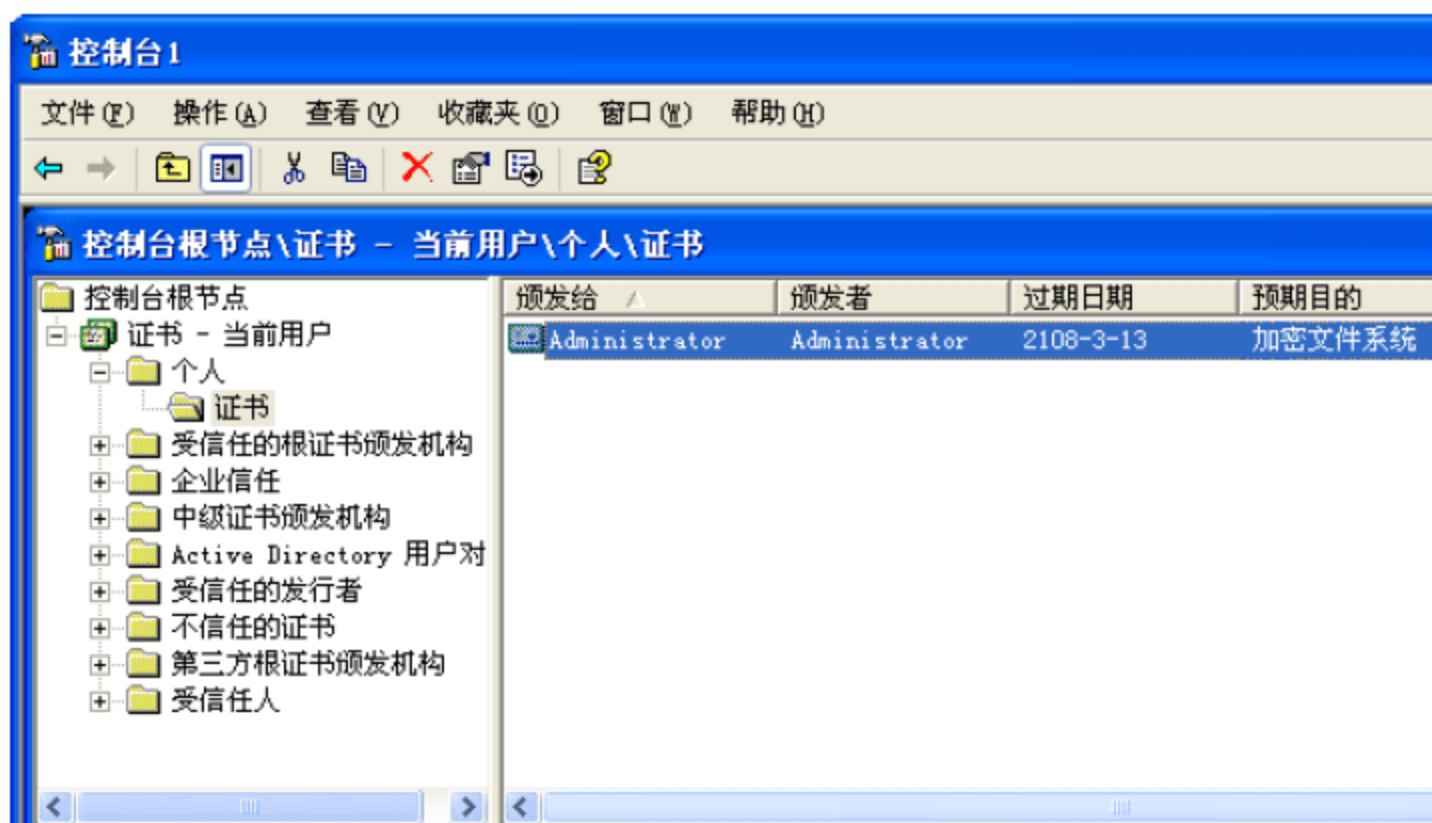 控制台1
文件(F) 操作(A) 查看(V) 收藏夹(O) 窗口(W) 帮助(H)
控制台根节点\证书 - 当前用户\个人\证书
控制台根节点
证书 - 当前用户
个人
证书
受信任的根证书颁发机构
企业信任
中级证书颁发机构
Active Directory 用户对
受信任的发行者
不信任的证书
第三方根证书颁发机构
受信任人
颁发给 颁发者 过期日期 预期目的
Administrator Administrator 2108-3-13 加密文件系统